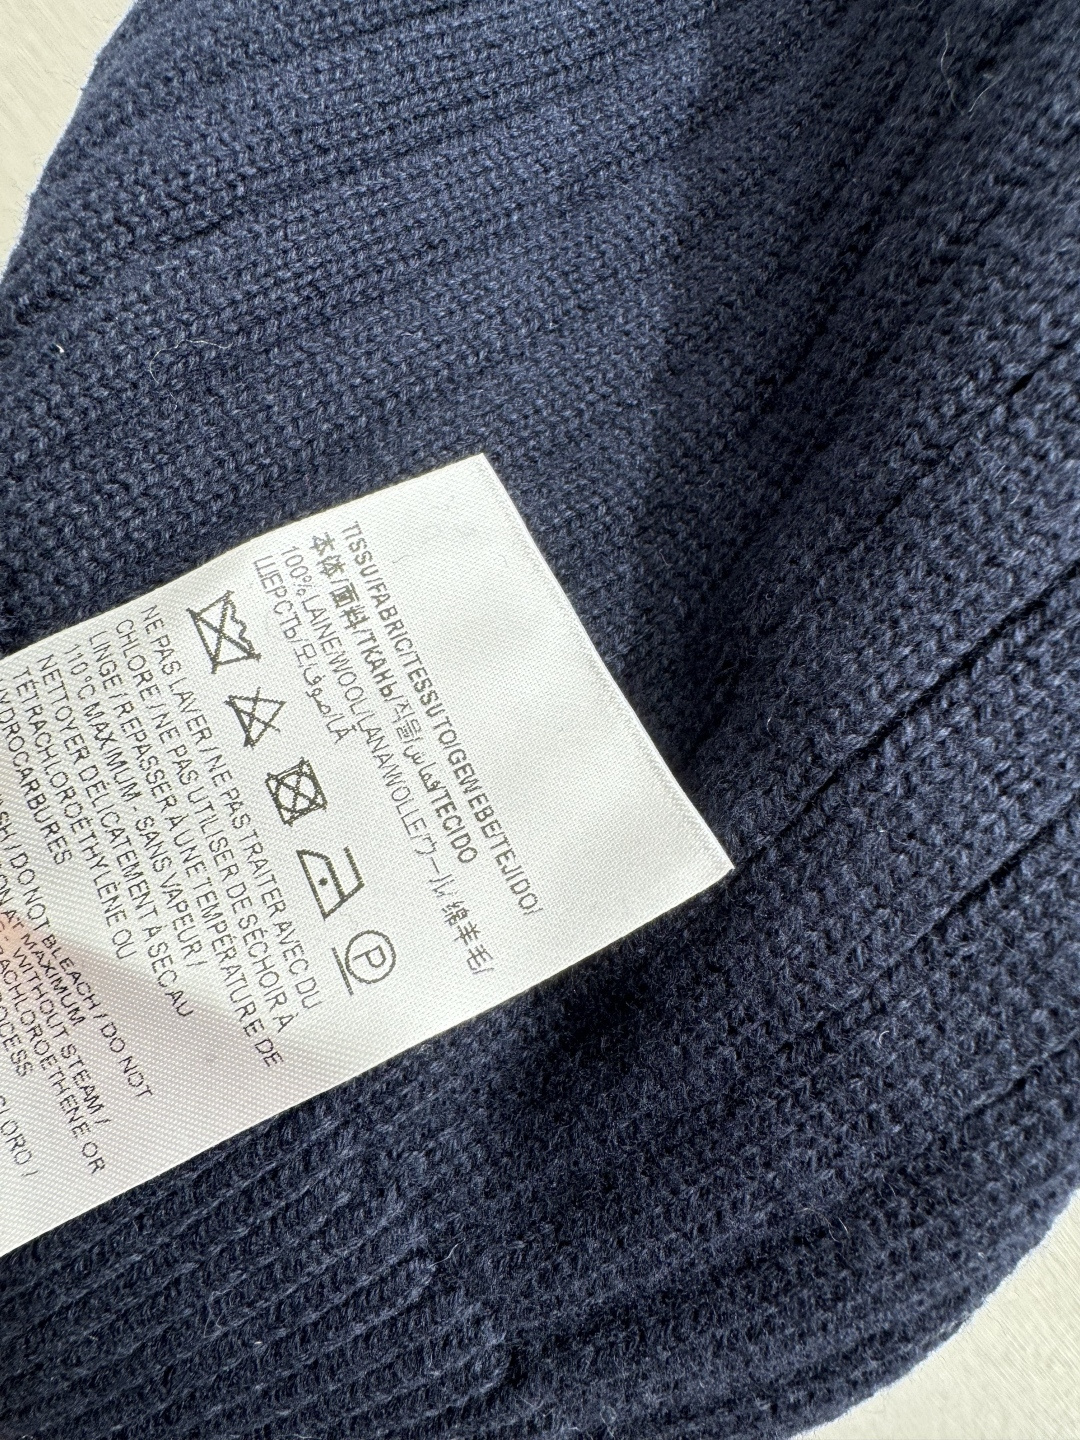 TISSU/FABRIC/TESSUTO/GEWEBE/TEJIDO/
本体/面料/ТКАНЬ/직물/قماش/TECIDO
100% LAINE/WOOL/LANA/WOLLE/ウール/绵羊毛/
ШЕРСТЬ/모/صوف/LÃ
P
NE PAS LAVER / NE PAS TRAITER AVEC DU
CHLORE / NE PAS UTILISER DE SÉCHOIR À
LINGE / REPASSER À UNE TEMPÉRATURE DE
110°C MAXIMUM, SANS VAPEUR /
NETTOYER DÉLICATEMENT À SEC AU
TÉTRACHLOROÉTHYLÈNE OU
HYDROCARBURES
DO NOT BLEACH / DO NOT
AT MAXIMUM
WITHOUT STEAM /
OR